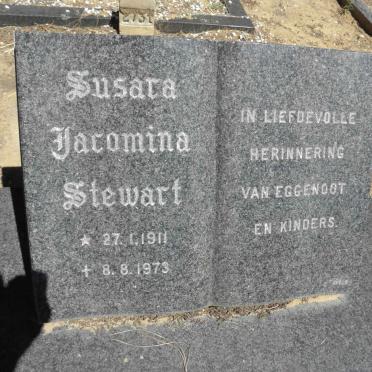 Susara
Jacomina
Stewart
★ 27.1.1911
✝ 8.8.1973
IN LIEFDEVOLLE
HERINNERING
VAN EGGENOOT
EN KINDERS.